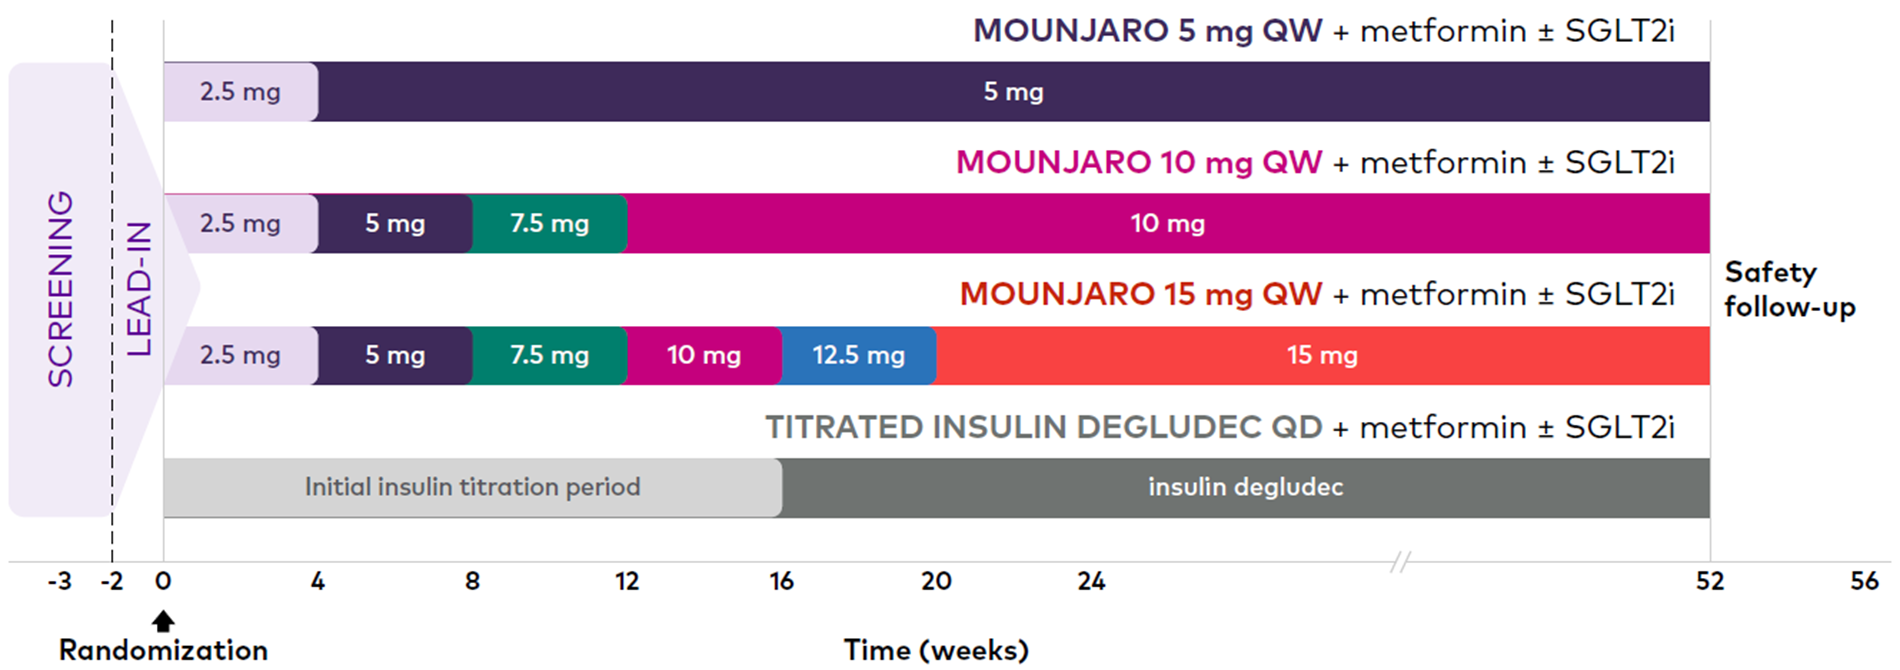 MOUNJARO 5 mg QW + metformin ± SGLT2i
2.5 mg 5 mg
MOUNJARO 10 mg QW + metformin ± SGLT2i
2.5 mg 5 mg 7.5 mg 10 mg
MOUNJARO 15 mg QW + metformin ± SGLT2i
2.5 mg 5 mg 7.5 mg 10 mg 12.5 mg 15 mg
TITRATED INSULIN DEGLUDEC QD + metformin ± SGLT2i
Initial insulin titration period insulin degludec
SCREENING
LEAD-IN
Safety
follow-up
-3 -2 0 4 8 12 16 20 24 52 56
Randomization
Time (weeks)